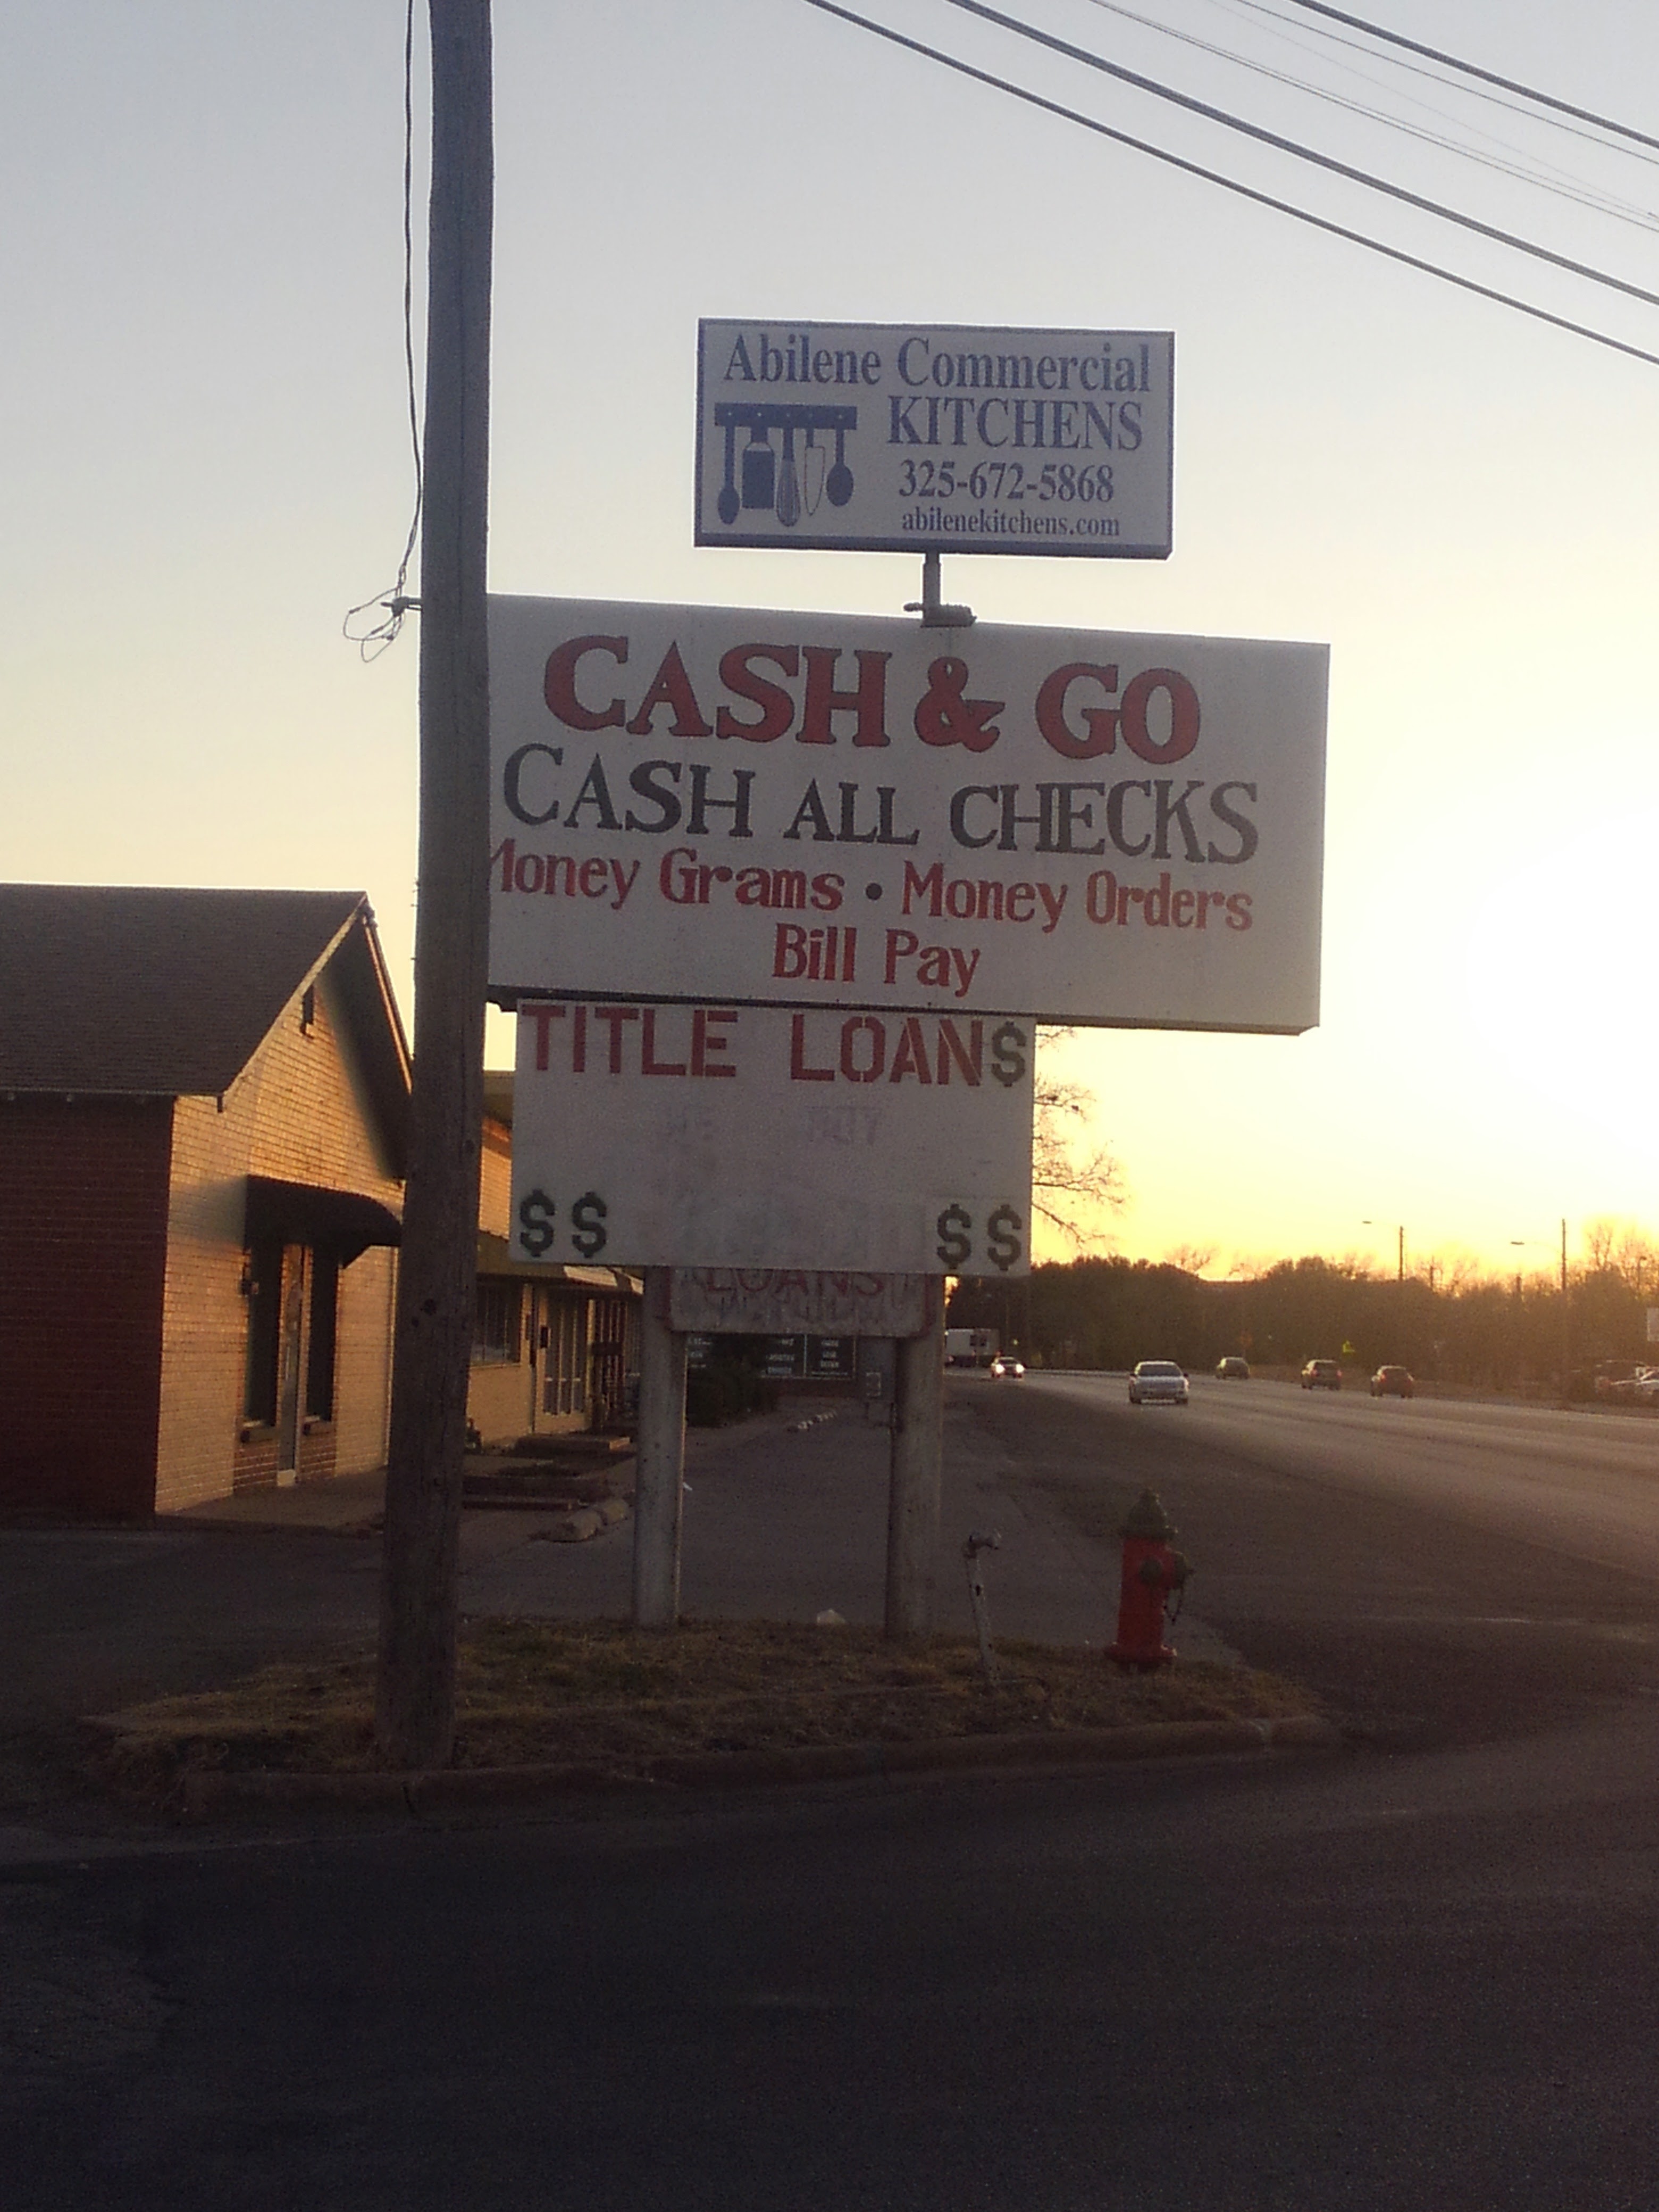 Abilene Commercial
KITCHENS
325-672-5868
abilenekitchens.com
CASH & GO
CASH ALL CHECKS
Money Grams • Money Orders
Bill Pay
TITLE LOAN$
$$ $$
LOANS